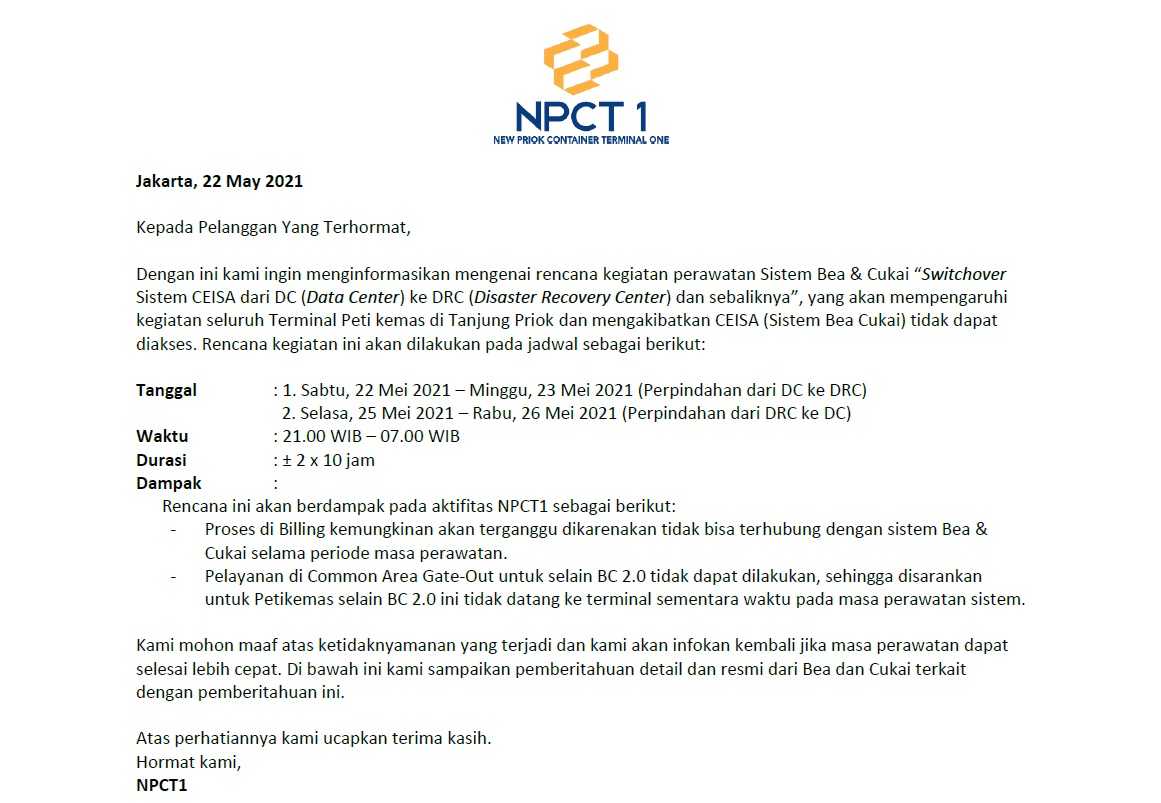 NPCT 1
NEW PRIOK CONTAINER TERMINAL ONE
Jakarta, 22 May 2021
Kepada Pelanggan Yang Terhormat,
Dengan ini kami ingin menginformasikan mengenai rencana kegiatan perawatan Sistem Bea & Cukai “Switchover
Sistem CEISA dari DC (Data Center) ke DRC (Disaster Recovery Center) dan sebaliknya”, yang akan mempengaruhi
kegiatan seluruh Terminal Peti kemas di Tanjung Priok dan mengakibatkan CEISA (Sistem Bea Cukai) tidak dapat
diakses. Rencana kegiatan ini akan dilakukan pada jadwal sebagai berikut:
Tanggal : 1. Sabtu, 22 Mei 2021 – Minggu, 23 Mei 2021 (Perpindahan dari DC ke DRC)
2. Selasa, 25 Mei 2021 – Rabu, 26 Mei 2021 (Perpindahan dari DRC ke DC)
Waktu : 21.00 WIB – 07.00 WIB
Durasi : ± 2 x 10 jam
Dampak :
Rencana ini akan berdampak pada aktifitas NPCT1 sebagai berikut:
- Proses di Billing kemungkinan akan terganggu dikarenakan tidak bisa terhubung dengan sistem Bea &
Cukai selama periode masa perawatan.
- Pelayanan di Common Area Gate-Out untuk selain BC 2.0 tidak dapat dilakukan, sehingga disarankan
untuk Petikemas selain BC 2.0 ini tidak datang ke terminal sementara waktu pada masa perawatan sistem.
Kami mohon maaf atas ketidaknyamanan yang terjadi dan kami akan infokan kembali jika masa perawatan dapat
selesai lebih cepat. Di bawah ini kami sampaikan pemberitahuan detail dan resmi dari Bea dan Cukai terkait
dengan pemberitahuan ini.
Atas perhatiannya kami ucapkan terima kasih.
Hormat kami,
NPCT1